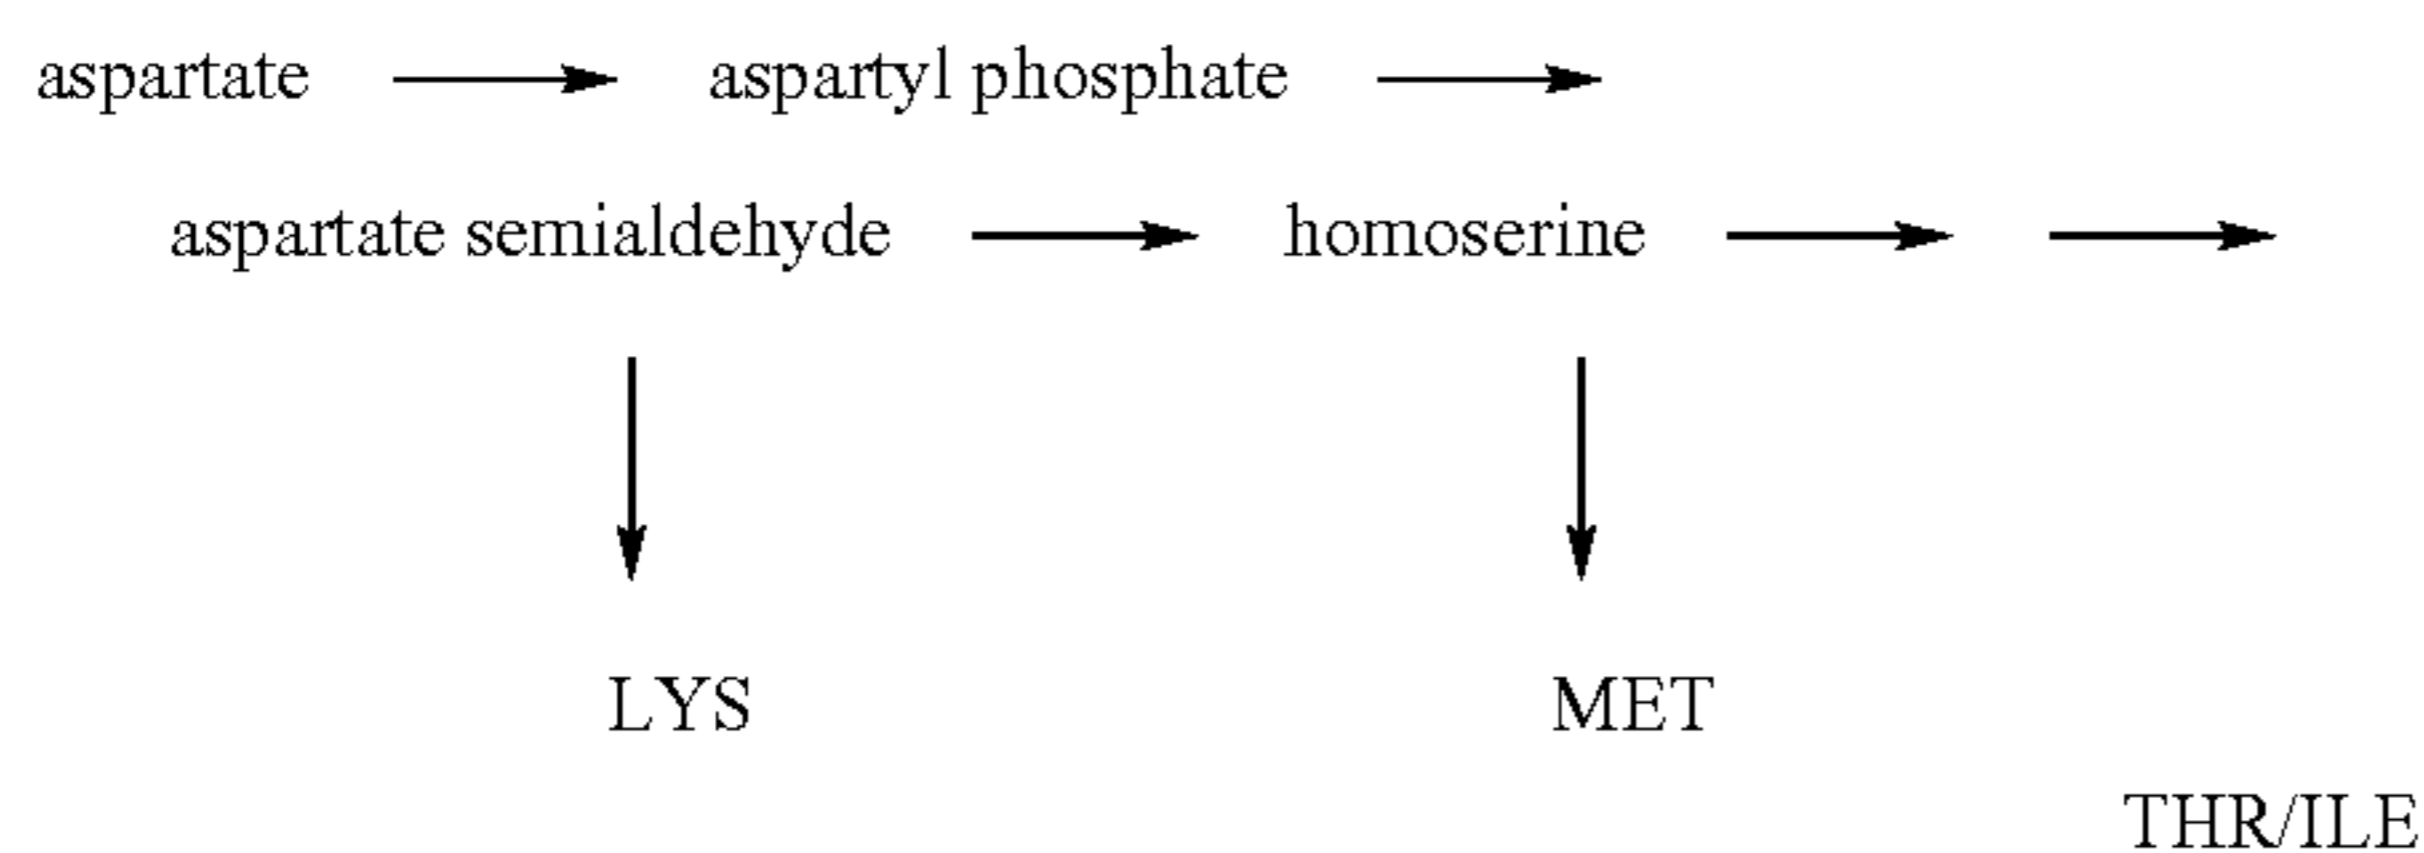 aspartate aspartyl phosphate
aspartate semialdehyde homoserine
LYS MET
THR/ILE